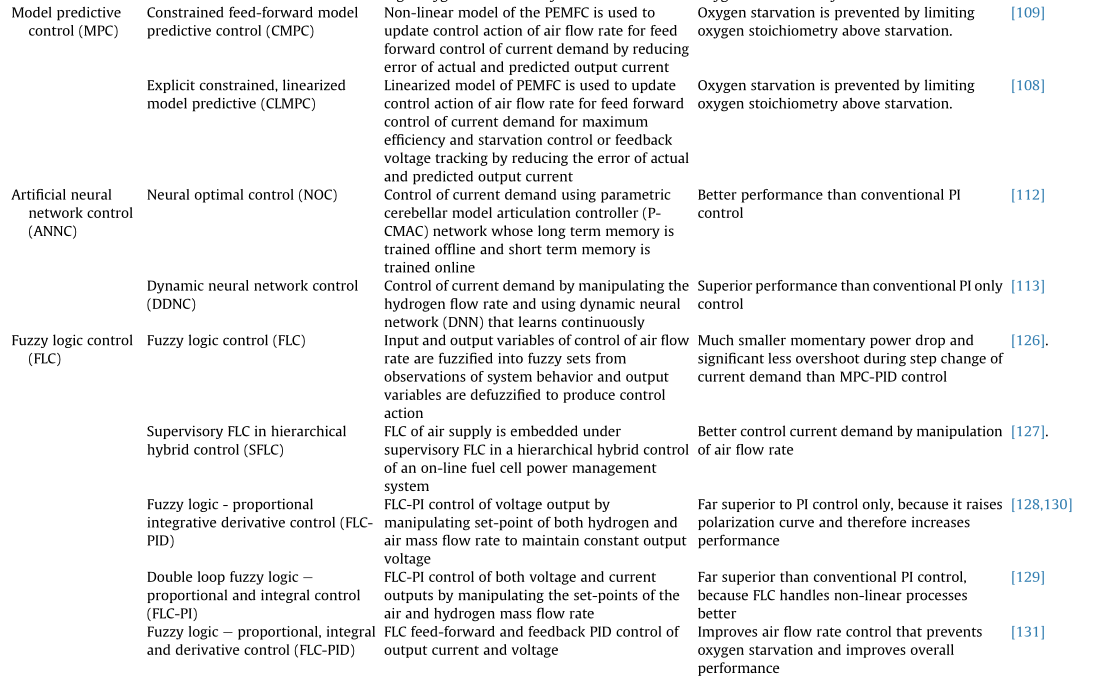 Model predictive
control (MPC)
Constrained feed-forward model
predictive control (CMPC)
Non-linear model of the PEMFC is used to
update control action of air flow rate for feed
forward control of current demand by reducing
error of actual and predicted output current
Oxygen starvation is prevented by limiting
oxygen stoichiometry above starvation.
[109]
Explicit constrained, linearized
model predictive (CLMPC)
Linearized model of PEMFC is used to update
control action of air flow rate for feed forward
control of current demand for maximum
efficiency and starvation control or feedback
voltage tracking by reducing the error of actual
and predicted output current
Oxygen starvation is prevented by limiting
oxygen stoichiometry above starvation.
[108]
Artificial neural
network control
(ANNC)
Neural optimal control (NOC)
Control of current demand using parametric
cerebellar model articulation controller (P-
CMAC) network whose long term memory is
trained offline and short term memory is
trained online
Better performance than conventional PI
control
[112]
Dynamic neural network control
(DDNC)
Control of current demand by manipulating the
hydrogen flow rate and using dynamic neural
network (DNN) that learns continuously
Superior performance than conventional PI only
control
[113]
Fuzzy logic control
(FLC)
Fuzzy logic control (FLC)
Input and output variables of control of air flow
rate are fuzzified into fuzzy sets from
observations of system behavior and output
variables are defuzzified to produce control
action
Much smaller momentary power drop and
significant less overshoot during step change of
current demand than MPC-PID control
[126].
Supervisory FLC in hierarchical
hybrid control (SFLC)
FLC of air supply is embedded under
supervisory FLC in a hierarchical hybrid control
of an on-line fuel cell power management
system
Better control current demand by manipulation
of air flow rate
[127].
Fuzzy logic - proportional
integrative derivative control (FLC-
PID)
FLC-PI control of voltage output by
manipulating set-point of both hydrogen and
air mass flow rate to maintain constant output
voltage
Far superior to PI control only, because it raises
polarization curve and therefore increases
performance
[128,130]
Double loop fuzzy logic –
proportional and integral control
(FLC-PI)
FLC-PI control of both voltage and current
outputs by manipulating the set-points of the
air and hydrogen mass flow rate
Far superior than conventional PI control,
because FLC handles non-linear processes
better
[129]
Fuzzy logic – proportional, integral
and derivative control (FLC-PID)
FLC feed-forward and feedback PID control of
output current and voltage
Improves air flow rate control that prevents
oxygen starvation and improves overall
performance
[131]